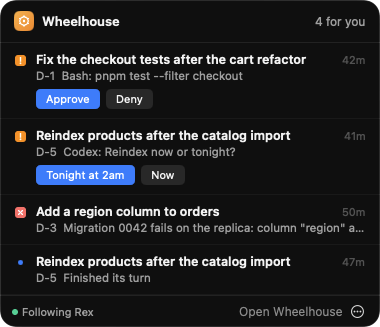 Wheelhouse
4 for you
Fix the checkout tests after the cart refactor
42m
D-1 Bash: pnpm test --filter checkout
Approve
Deny
Reindex products after the catalog import
41m
D-5 Codex: Reindex now or tonight?
Tonight at 2am
Now
Add a region column to orders
50m
D-3 Migration 0042 fails on the replica: column "region" a...
Reindex products after the catalog import
47m
D-5 Finished its turn
Following Rex
Open Wheelhouse